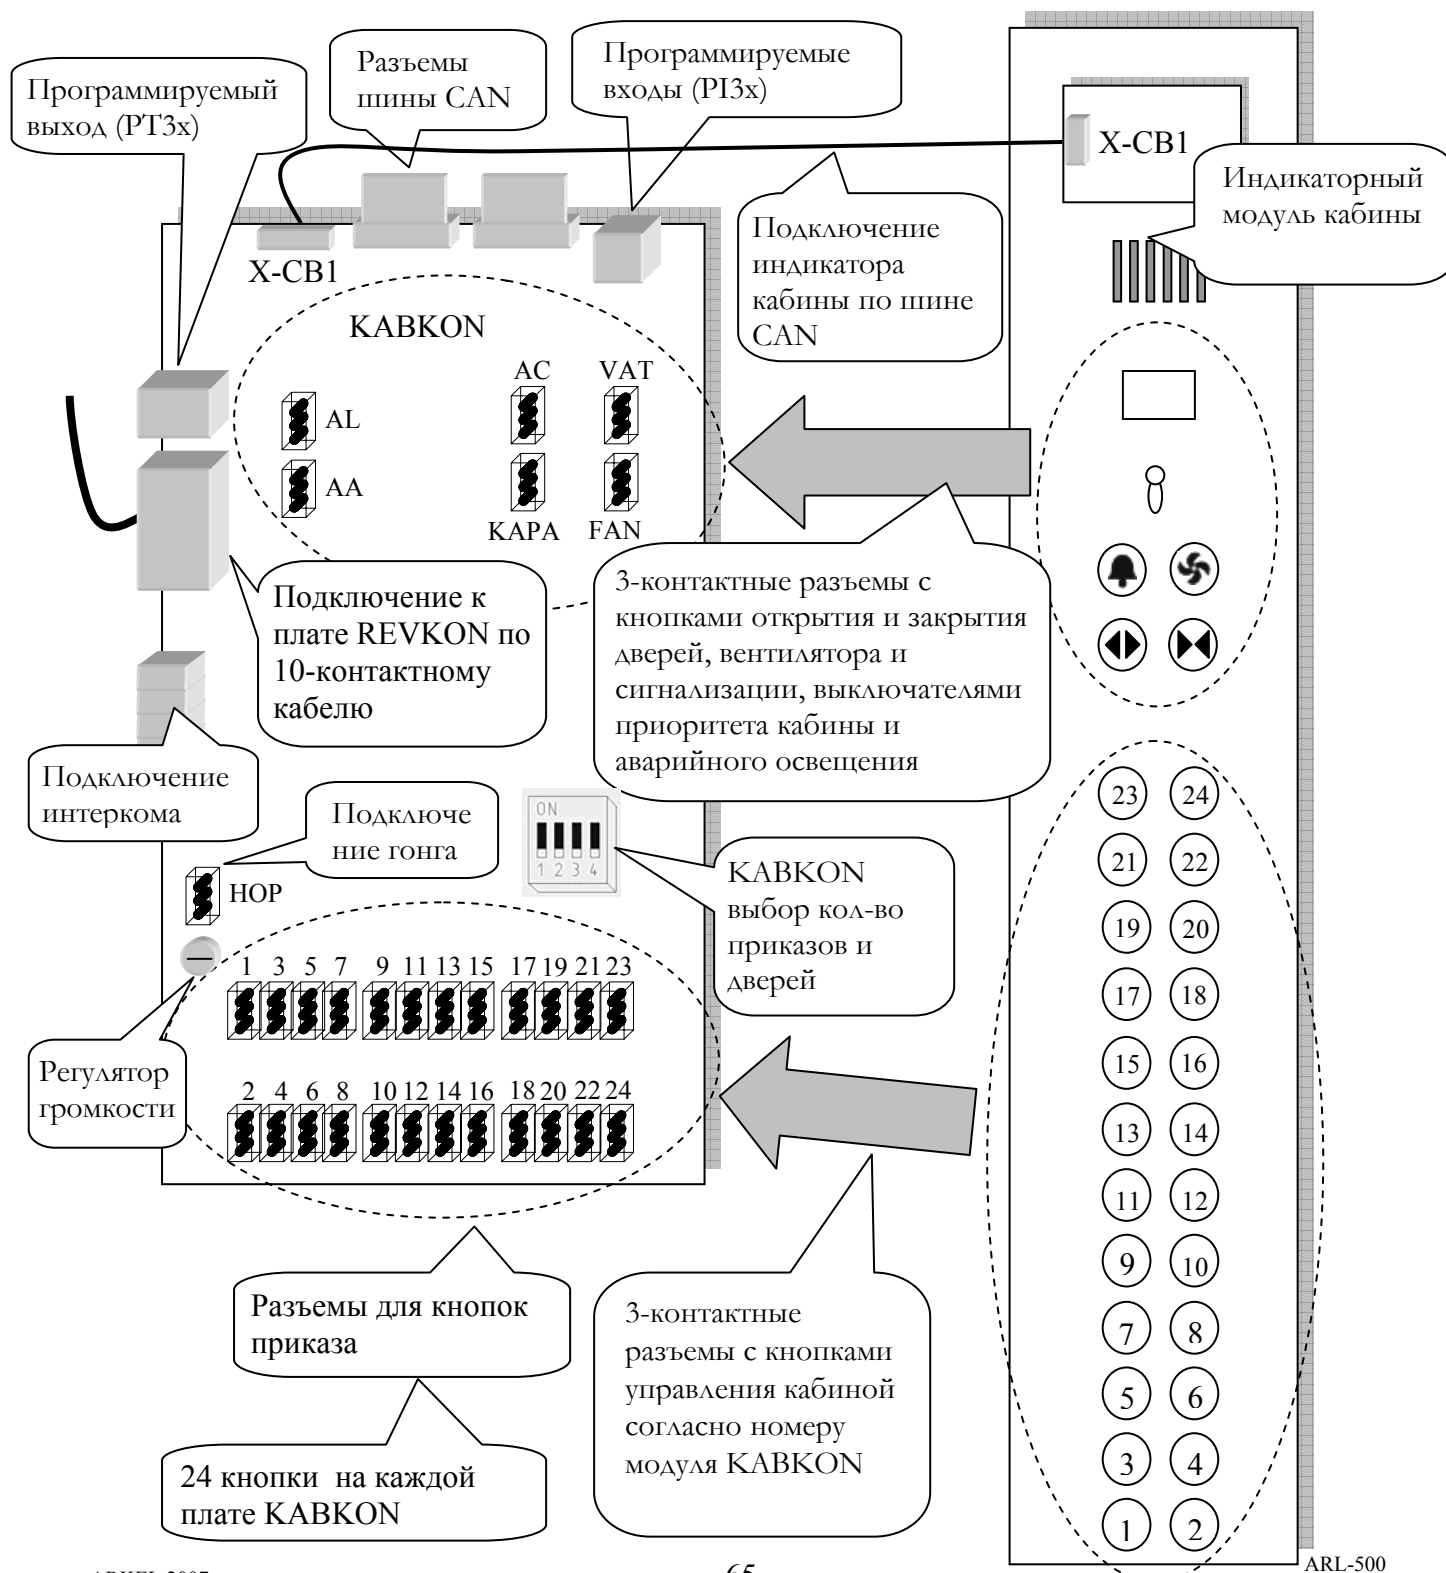 Программируемый
выход (PT3x)
Разъемы
шины CAN
Программируемые
входы (PI3x)
X-CB1
Индикаторный
модуль кабины
Подключение
индикатора
кабины по шине
CAN
X-CB1
KABKON
AC
VAT
AL
AA
KAPA
FAN
Подключение к
плате REVKON по
10-контактному
кабелю
3-контактные разъемы с
кнопками открытия и закрытия
дверей, вентилятора и
сигнализации, выключателями
приоритета кабины и
аварийного освещения
Подключение
интеркома
Подключе
ние гонга
ON
1 2 3 4
KABKON
выбор кол-во
приказов и
дверей
HOP
Регулятор
громкости
1 3 5 7 9 11 13 15 17 19 21 23
2 4 6 8 10 12 14 16 18 20 22 24
Разъемы для кнопок
приказа
24 кнопки на каждой
плате KABKON
3-контактные
разъемы с кнопками
управления кабиной
согласно номеру
модуля KABKON
23 24
21 22
19 20
17 18
15 16
13 14
11 12
9 10
7 8
5 6
3 4
1 2
65
ARL-500